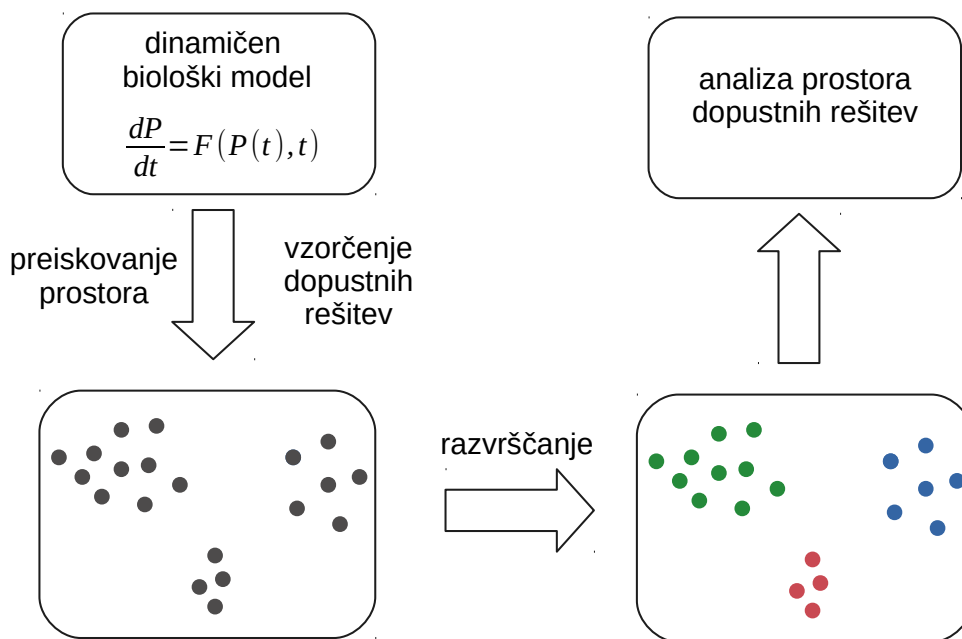 dinamičen
biološki model
dP/dt = F(P(t),t)
preiskovanje
prostora
vzorčenje
dopustnih
rešitev
razvrščanje
analiza prostora
dopustnih rešitev